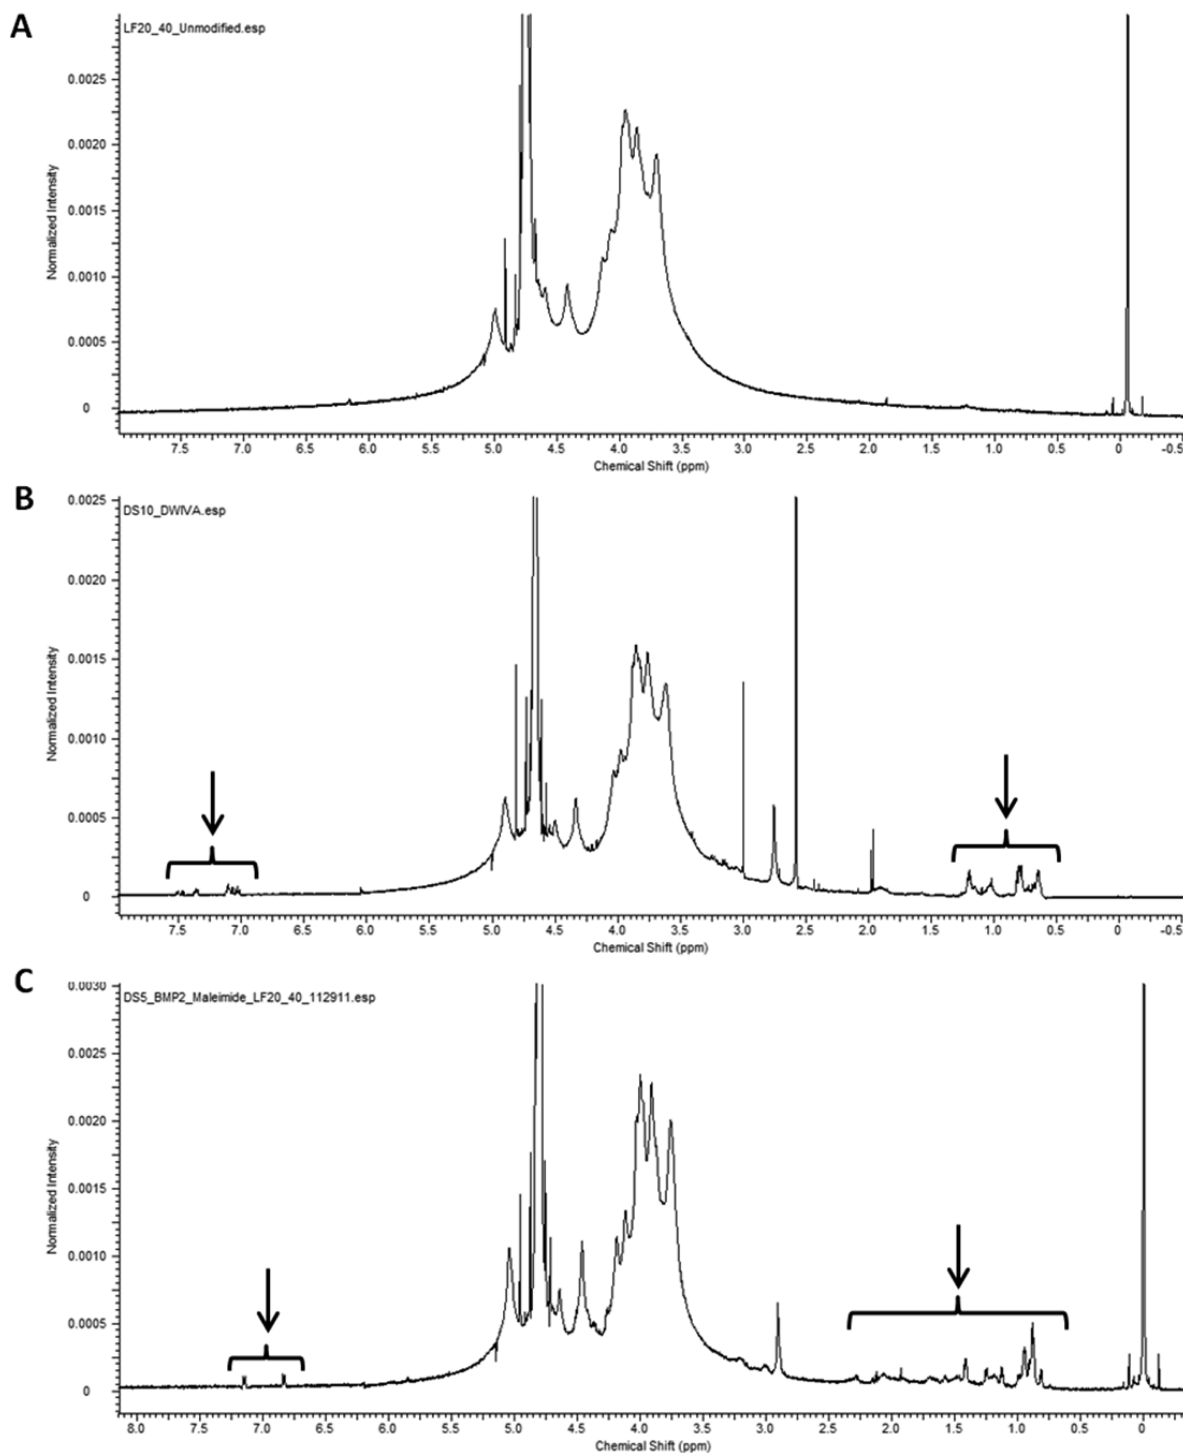 A
LF20_40_Unmodified.esp
Normalized Intensity
0.0025
0.0020
0.0015
0.0010
0.0005
0
7.5 7.0 6.5 6.0 5.5 5.0 4.5 4.0 3.5 3.0 2.5 2.0 1.5 1.0 0.5 0 -0.5
Chemical Shift (ppm)
B
DS10_DWIVA.esp
Normalized Intensity
0.0025
0.0020
0.0015
0.0010
0.0005
0
7.5 7.0 6.5 6.0 5.5 5.0 4.5 4.0 3.5 3.0 2.5 2.0 1.5 1.0 0.5 0 -0.5
Chemical Shift (ppm)
C
DS5_BMP2_Maleimide_LF20_40_112911.esp
Normalized Intensity
0.0030
0.0025
0.0020
0.0015
0.0010
0.0005
0
8.0 7.5 7.0 6.5 6.0 5.5 5.0 4.5 4.0 3.5 3.0 2.5 2.0 1.5 1.0 0.5 0
Chemical Shift (ppm)